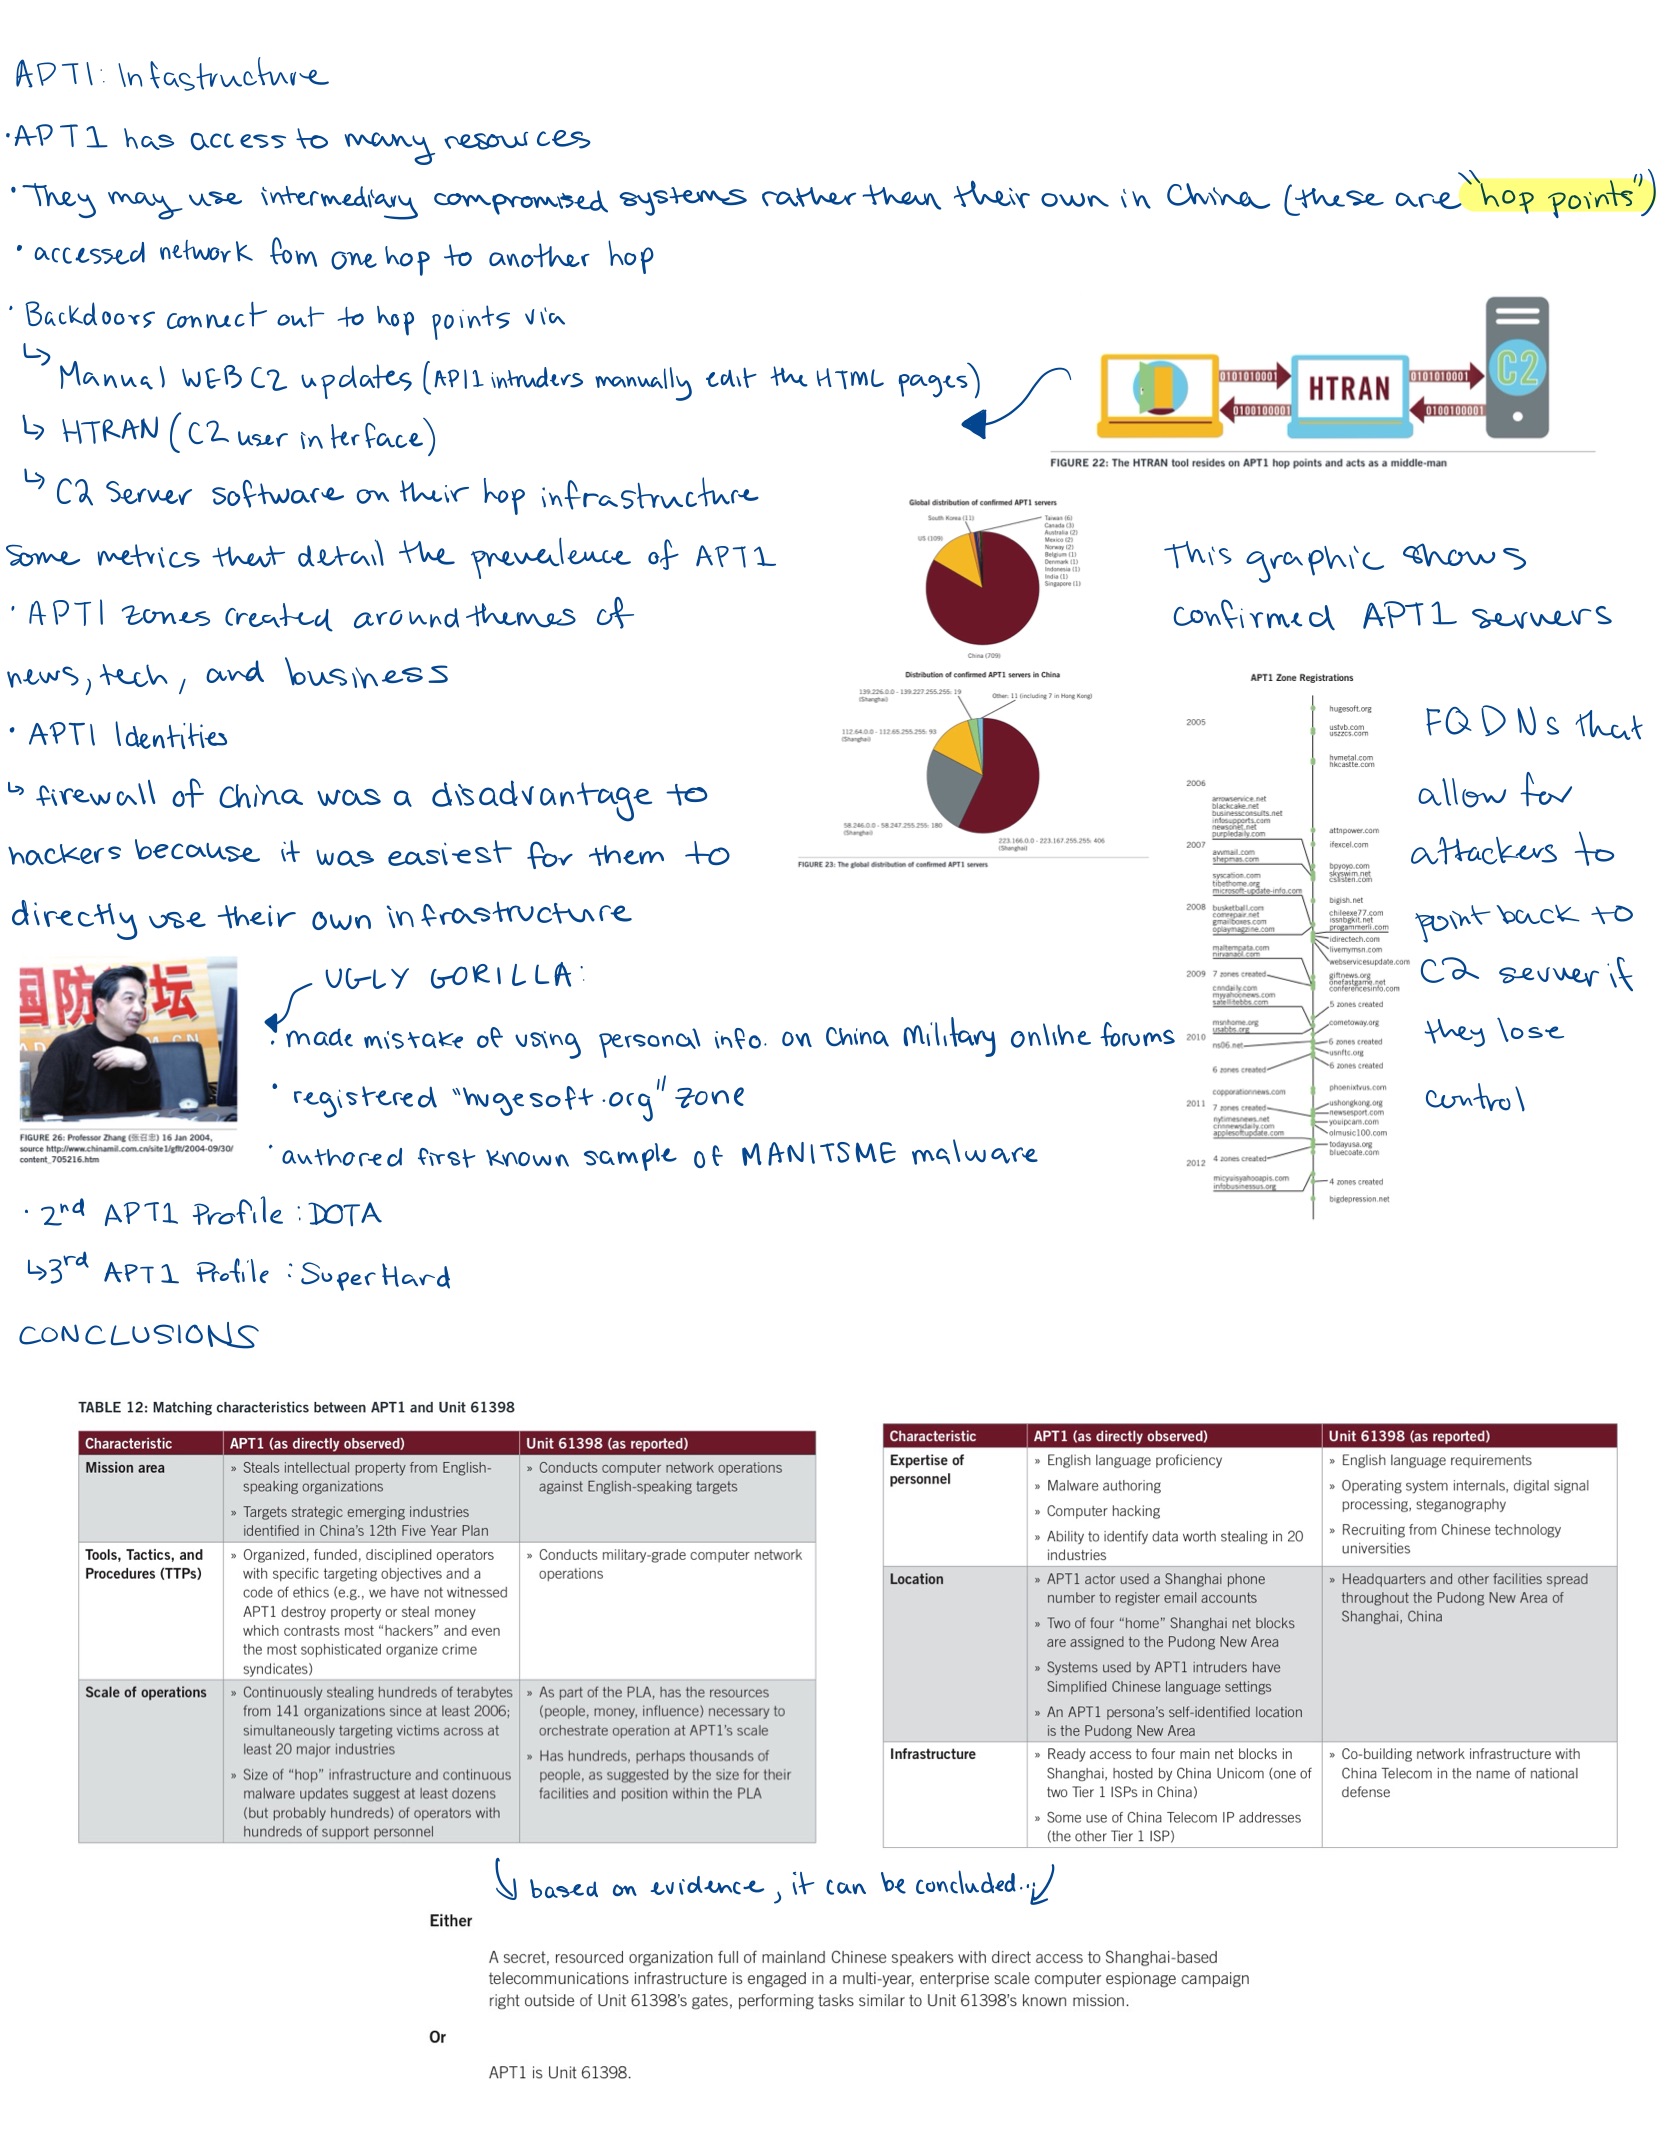 APT1: Infastructure
·APT1 has access to many resources
·They may use intermediary compromised systems rather than their own in China (these are "hop points")
· accessed network fom one hop to another hop
· Backdoors connect out to hop points via
↳ Manual WEBC2 updates (APT1 intruders manually edit the HTML pages)
↳ HTRAN (C2 user interface)
↳ C2 Server software on their hop infrastructure
0101010001
HTRAN
0101010001
C2
0100100001
0100100001
FIGURE 22: The HTRAN tool resides on APT1 hop points and acts as a middle-man
Some metrics that detail the prevalence of APT1
· APT1 zones created around themes of
news, tech, and business
· APT1 Identities
↳ firewall of China was a disadvantage to
hackers because it was easiest for them to
directly use their own infrastructure
Global distribution of confirmed APT1 servers
South Korea (11)
US (109)
Taiwan (6)
Canada (3)
Australia (2)
Mexico (2)
Norway (2)
Belgium (1)
Denmark (1)
Indonesia (1)
India (1)
Singapore (1)
China (709)
This graphic shows
confirmed APT1 servers
Distribution of confirmed APT1 servers in China
139.226.0.0 - 139.227.255.255: 19
(Shanghai)
Other: 11 (including 7 in Hong Kong)
112.64.0.0 - 112.65.255.255: 93
(Shanghai)
58.246.0.0 - 58.247.255.255: 180
(Shanghai)
223.166.0.0 - 223.167.255.255: 406
(Shanghai)
FIGURE 23: The global distribution of confirmed APT1 servers
APT1 Zone Registrations
hugesoft.org
2005
ustvb.com
uszzcs.com
hvmetal.com
hkcastte.com
2006
arrowservice.net
blackcake.net
businessconsults.net
infosupports.com
newsonet.net
purpledaily.com
attnpower.com
2007
ifexcel.com
avvmail.com
shepmas.com
bpyoyo.com
skyswim.net
cslisten.com
syscation.com
tibethome.org
microsoft-update-info.com
bigish.net
2008
busketball.com
comrepair.net
gmailboxes.com
oplaymagzine.com
chileexe77.com
issnbgkit.net
progammerli.com
idirectech.com
livemymsn.com
webservicesupdate.com
maltempata.com
nirvanaol.com
2009
7 zones created
giftnews.org
onefastgame.net
conferencesinfo.com
cnndaily.com
myyahoonews.com
satellitebbs.com
5 zones created
msnhome.org
usabbs.org
cometoway.org
2010
ns06.net
6 zones created
usnftc.org
6 zones created
6 zones created
copporationnews.com
phoenixtvus.com
2011
7 zones created
ushongkong.org
newsesport.com
nytimesnews.net
cnnnewsdaily.com
applesoftupdate.com
youipcam.com
olmusic100.com
todayusa.org
bluecoate.com
2012
4 zones created
micyuisyahooapis.com
infobusinessus.org
4 zones created
bigdepression.net
FQDNs that
allow for
attackers to
point back to
C2 server if
they lose
control
国防 坛
FIGURE 26: Professor Zhang (张召忠) 16 Jan 2004,
source http://www.chinamil.com.cn/site1/gflt/2004-09/30/
content_705216.htm
UGLY GORILLA:
· made mistake of using personal info. on China Military online forums
· registered "hugesoft.org" zone
· authored first known sample of MANITSME malware
· 2nd APT1 Profile: DOTA
↳3rd APT1 Profile: SuperHard
CONCLUSIONS
TABLE 12: Matching characteristics between APT1 and Unit 61398
Characteristic
APT1 (as directly observed)
Unit 61398 (as reported)
Mission area
» Steals intellectual property from English-
speaking organizations
» Targets strategic emerging industries
identified in China's 12th Five Year Plan
» Conducts computer network operations
against English-speaking targets
Tools, Tactics, and
Procedures (TTPs)
» Organized, funded, disciplined operators
with specific targeting objectives and a
code of ethics (e.g., we have not witnessed
APT1 destroy property or steal money
which contrasts most "hackers" and even
the most sophisticated organize crime
syndicates)
» Conducts military-grade computer network
operations
Scale of operations
» Continuously stealing hundreds of terabytes
from 141 organizations since at least 2006;
simultaneously targeting victims across at
least 20 major industries
» Size of "hop" infrastructure and continuous
malware updates suggest at least dozens
(but probably hundreds) of operators with
hundreds of support personnel
» As part of the PLA, has the resources
(people, money, influence) necessary to
orchestrate operation at APT1's scale
» Has hundreds, perhaps thousands of
people, as suggested by the size for their
facilities and position within the PLA
Characteristic
APT1 (as directly observed)
Unit 61398 (as reported)
Expertise of
personnel
» English language proficiency
» Malware authoring
» Computer hacking
» Ability to identify data worth stealing in 20
industries
» English language requirements
» Operating system internals, digital signal
processing, steganography
» Recruiting from Chinese technology
universities
Location
» APT1 actor used a Shanghai phone
number to register email accounts
» Two of four "home" Shanghai net blocks
are assigned to the Pudong New Area
» Systems used by APT1 intruders have
Simplified Chinese language settings
» An APT1 persona's self-identified location
is the Pudong New Area
» Headquarters and other facilities spread
throughout the Pudong New Area of
Shanghai, China
Infrastructure
» Ready access to four main net blocks in
Shanghai, hosted by China Unicom (one of
two Tier 1 ISPs in China)
» Some use of China Telecom IP addresses
(the other Tier 1 ISP)
» Co-building network infrastructure with
China Telecom in the name of national
defense
based on evidence, it can be concluded...
Either
A secret, resourced organization full of mainland Chinese speakers with direct access to Shanghai-based
telecommunications infrastructure is engaged in a multi-year, enterprise scale computer espionage campaign
right outside of Unit 61398's gates, performing tasks similar to Unit 61398's known mission.
Or
APT1 is Unit 61398.